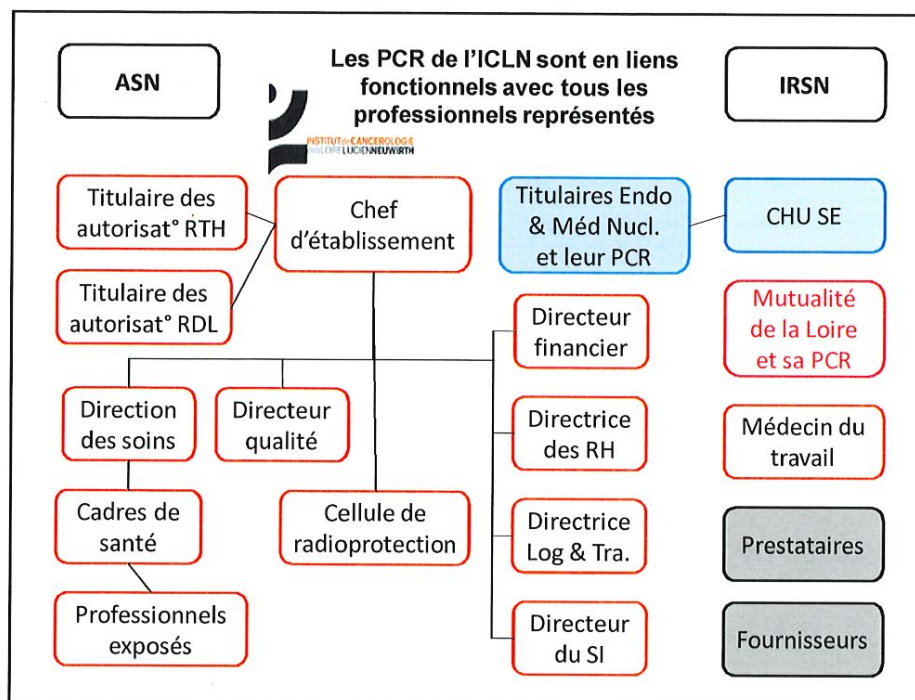 ASN
Les PCR de l'ICLN sont en liens
fonctionnels avec tous les
professionnels représentés
IRSN
INSTITUT de CANCEROLOGIE
de la LOIRE LUCIEN NEUWIRTH
Titulaire des
autorisat° RTH
Chef
d'établissement
Titulaires Endo
& Méd Nucl.
et leur PCR
CHU SE
Titulaire des
autorisat° RDL
Mutualité
de la Loire
et sa PCR
Directeur
financier
Direction
des soins
Directeur
qualité
Directrice
des RH
Médecin du
travail
Cadres de
santé
Cellule de
radioprotection
Directrice
Log & Tra.
Prestataires
Professionnels
exposés
Directeur
du SI
Fournisseurs